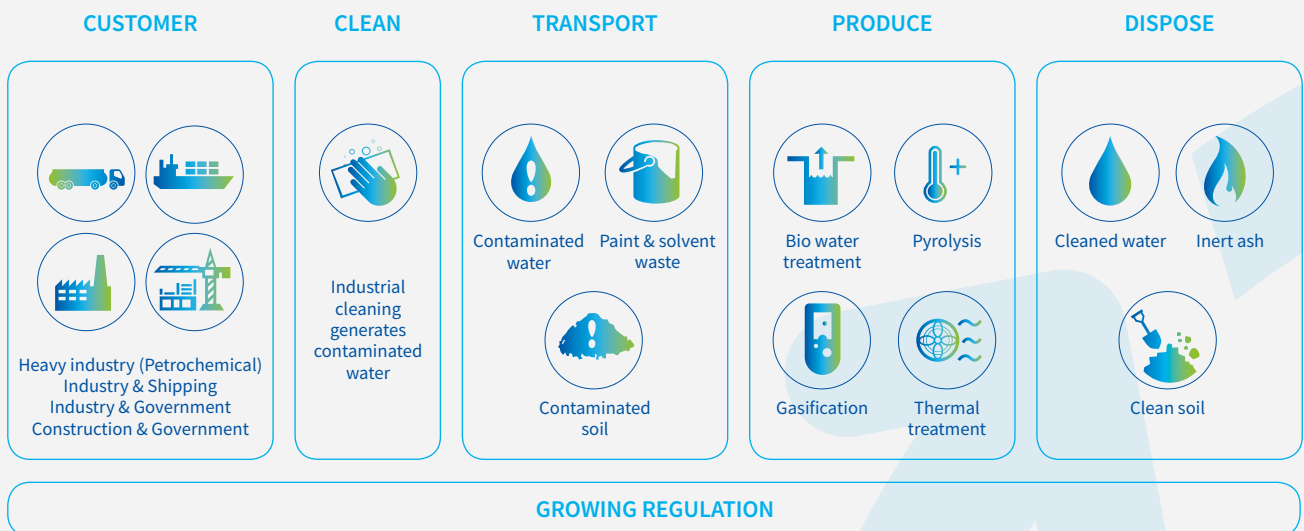 CUSTOMER
CLEAN
TRANSPORT
PRODUCE
DISPOSE
Heavy industry (Petrochemical)
Industry & Shipping
Industry & Government
Construction & Government
Industrial
cleaning
generates
contaminated
water
Contaminated
water
Paint & solvent
waste
Contaminated
soil
Bio water
treatment
Pyrolysis
Gasification
Thermal
treatment
Cleaned water
Inert ash
Clean soil
GROWING REGULATION